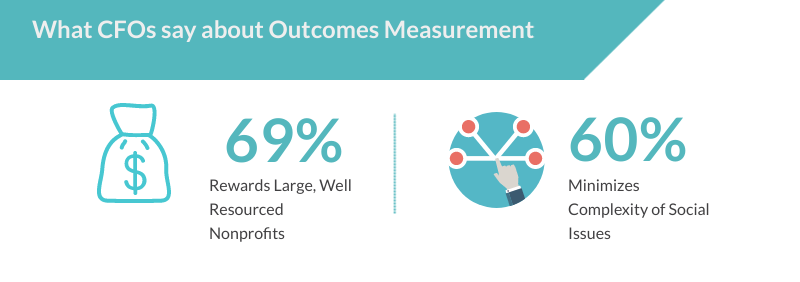 What CFOs say about Outcomes Measurement
$
69%
Rewards Large, Well
Resourced
Nonprofits
60%
Minimizes
Complexity of Social
Issues